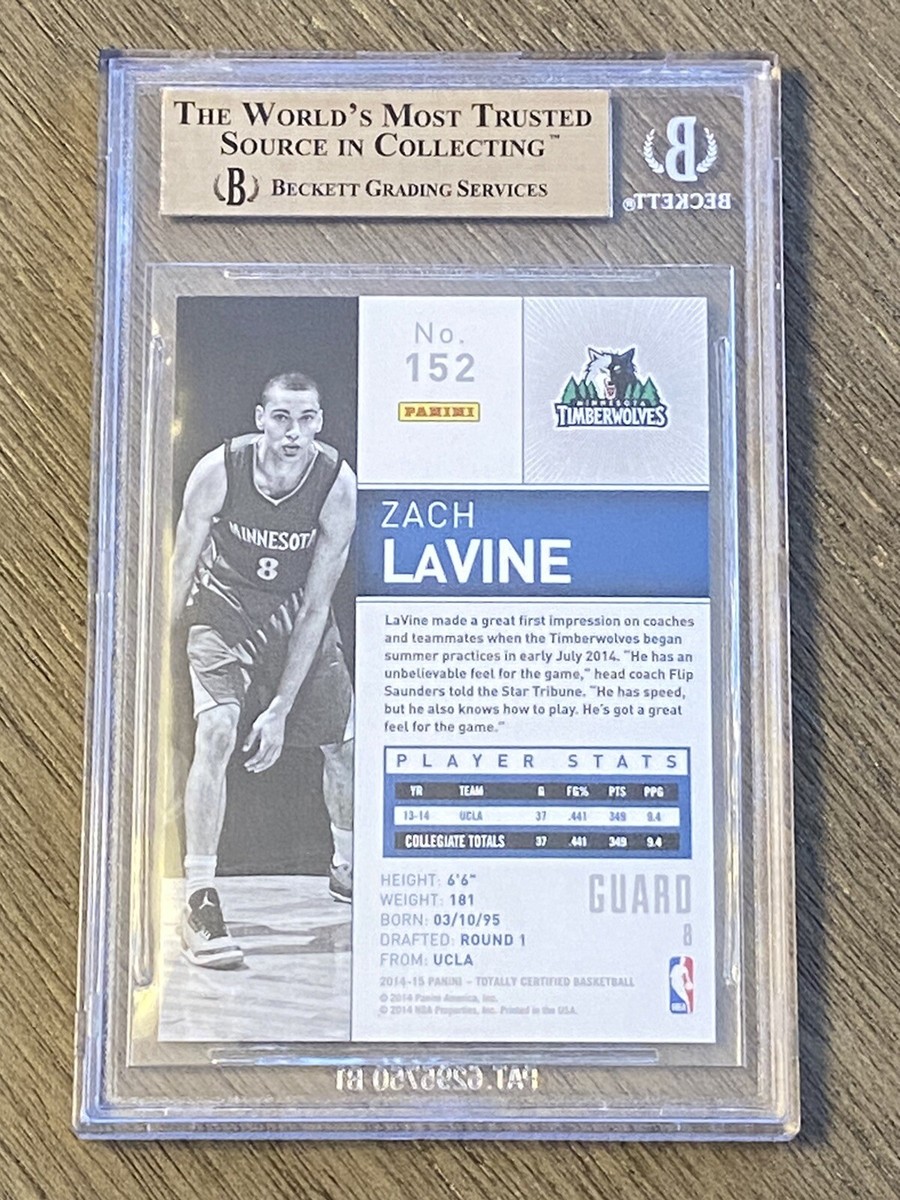 THE WORLD'S MOST TRUSTED
SOURCE IN COLLECTING™
B BECKETT GRADING SERVICES
B
BECKETT®
No.
152
PANINI
MINNESOTA
TIMBERWOLVES
ZACH
LAVINE
MINNESOTA
8
LaVine made a great first impression on coaches
and teammates when the Timberwolves began
summer practices in early July 2014. "He has an
unbelievable feel for the game," head coach Flip
Saunders told the Star Tribune. "He has speed,
but he also knows how to play. He's got a great
feel for the game."
PLAYER STATS
YR TEAM G FG% PTS PPG
13-14 UCLA 37 .441 349 9.4
COLLEGIATE TOTALS 37 .441 349 9.4
HEIGHT: 6'6"
WEIGHT: 181
BORN: 03/10/95
DRAFTED: ROUND 1
FROM: UCLA
GUARD
8
2014-15 PANINI – TOTALLY CERTIFIED BASKETBALL
© 2014 Panini America, Inc.
© 2014 NBA Properties, Inc. Printed in the USA.
NBA
PAT. 6295750 B1